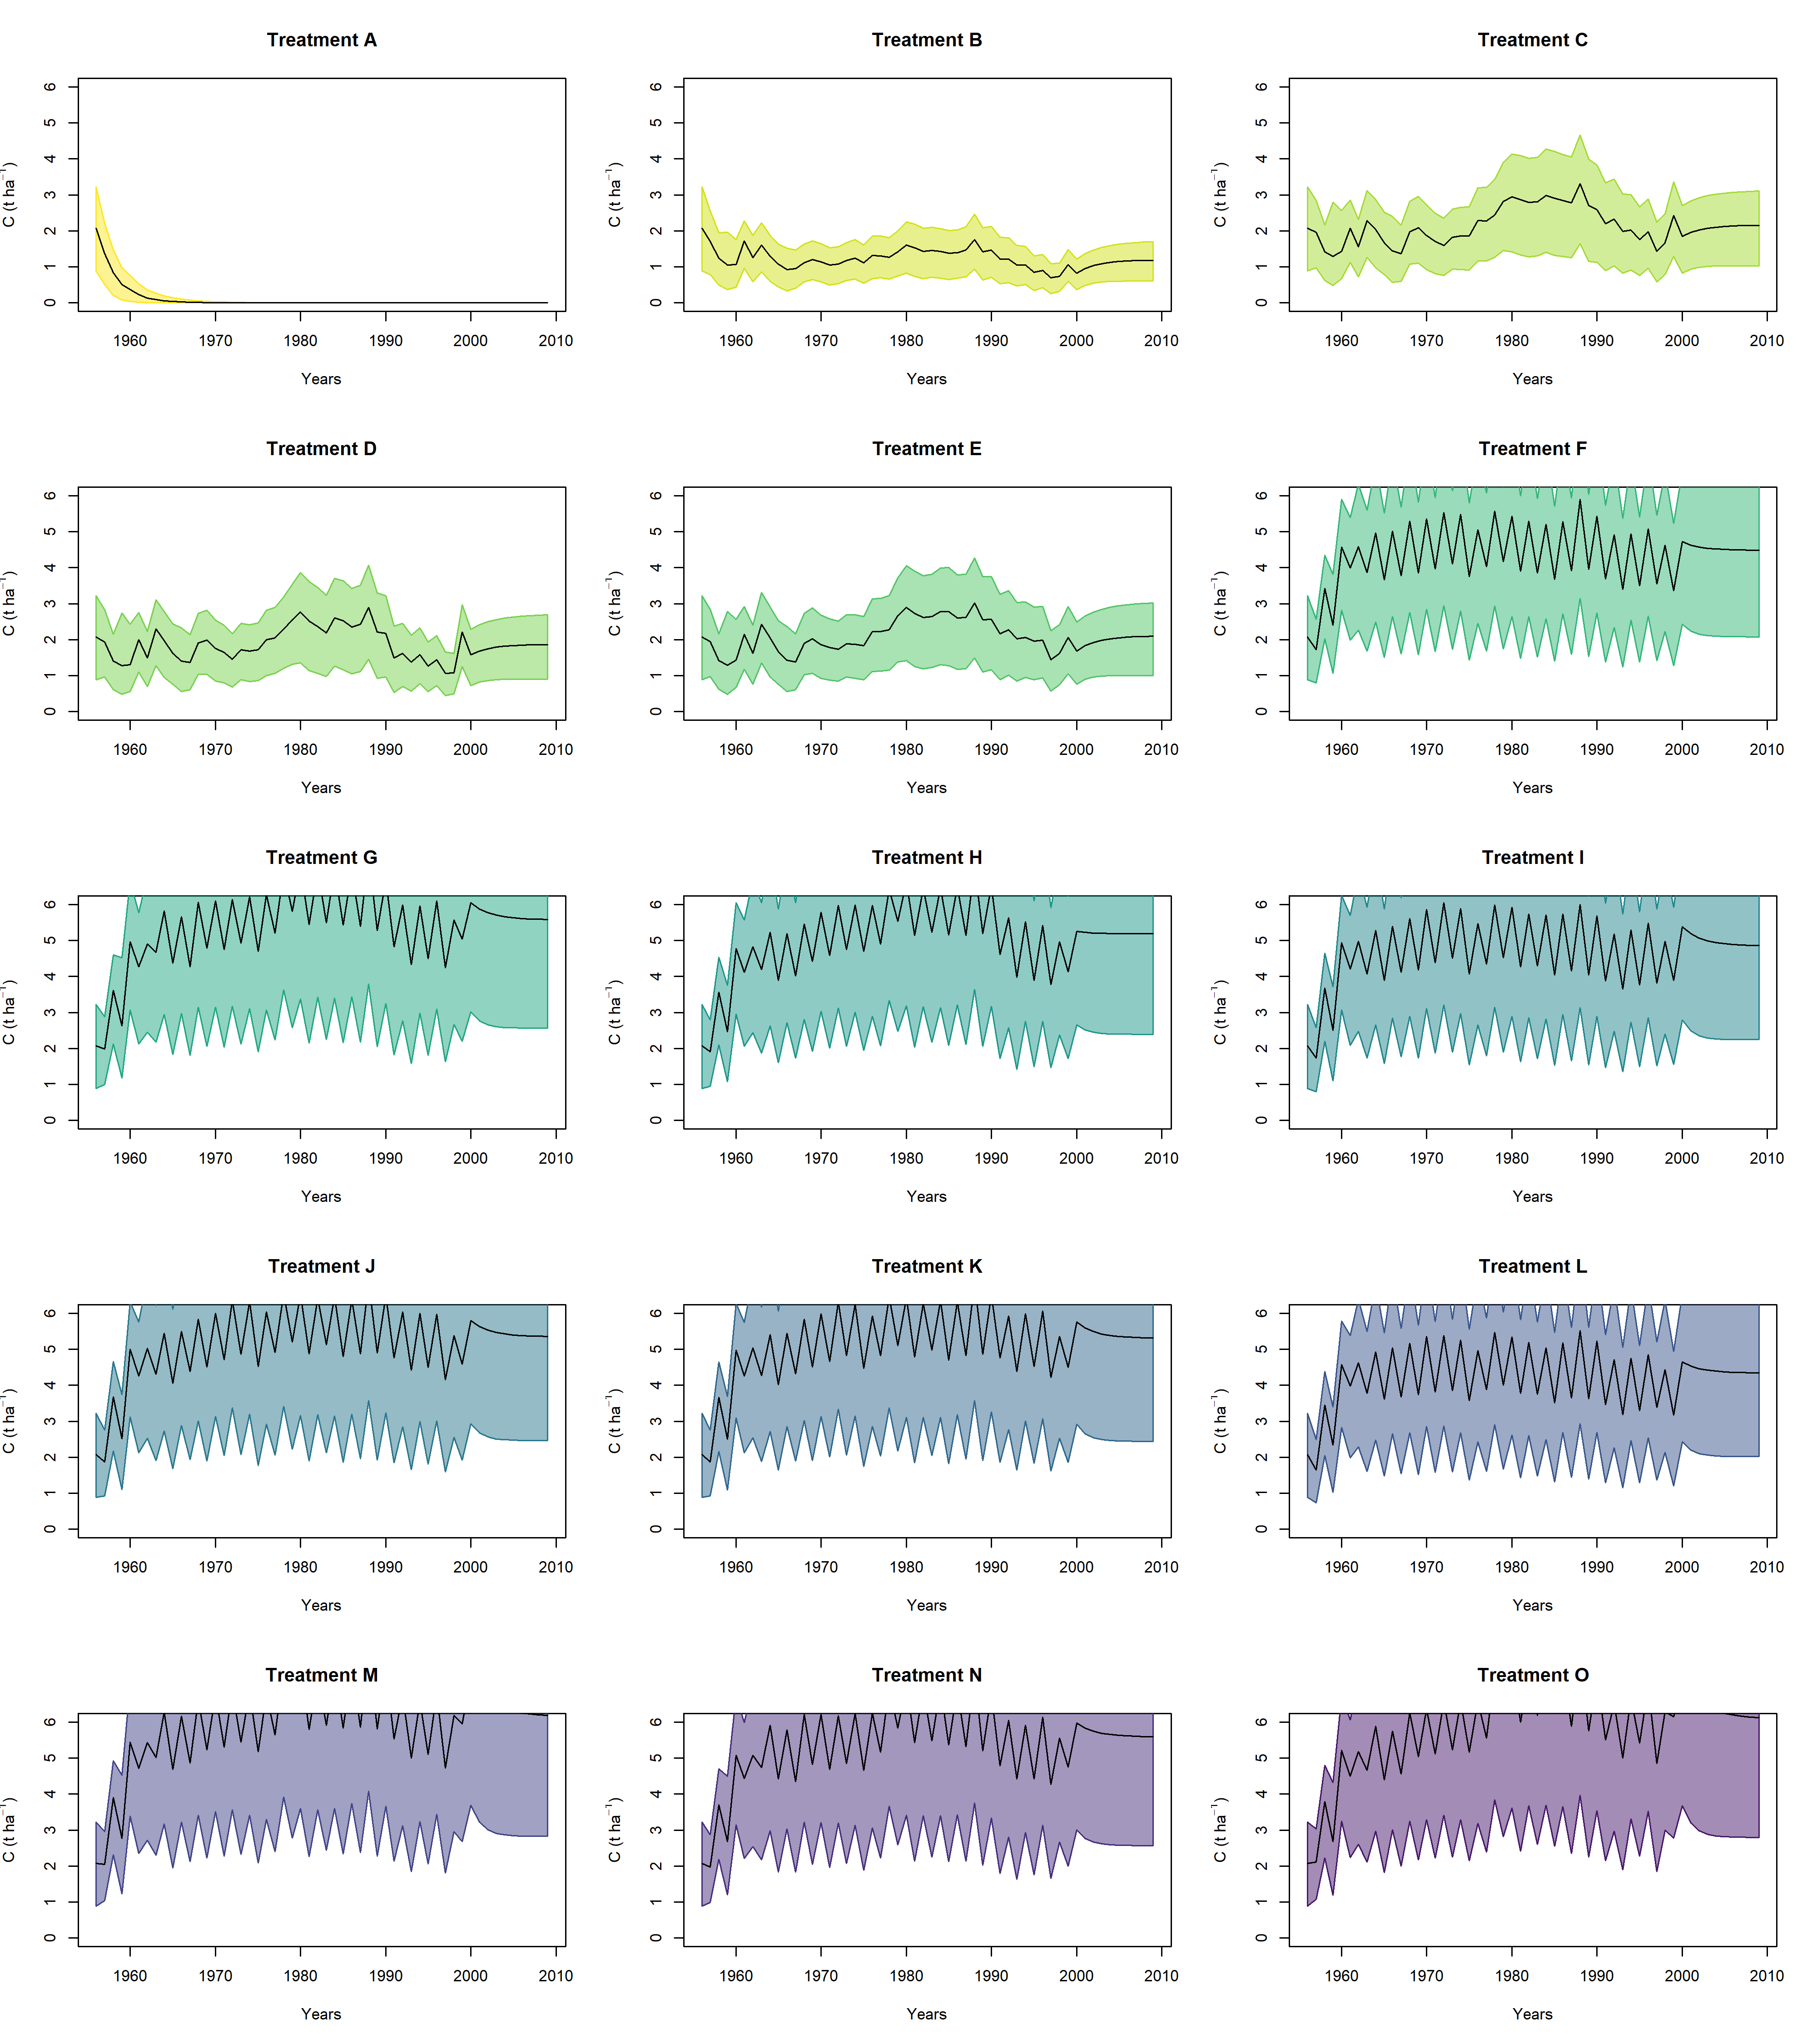 Treatment A
Treatment B
Treatment C
C (t ha⁻¹)
0 1 2 3 4 5 6
C (t ha⁻¹)
0 1 2 3 4 5 6
C (t ha⁻¹)
0 1 2 3 4 5 6
1960 1970 1980 1990 2000 2010
1960 1970 1980 1990 2000 2010
1960 1970 1980 1990 2000 2010
Years
Years
Years
Treatment D
Treatment E
Treatment F
C (t ha⁻¹)
0 1 2 3 4 5 6
C (t ha⁻¹)
0 1 2 3 4 5 6
C (t ha⁻¹)
0 1 2 3 4 5 6
1960 1970 1980 1990 2000 2010
1960 1970 1980 1990 2000 2010
1960 1970 1980 1990 2000 2010
Years
Years
Years
Treatment G
Treatment H
Treatment I
C (t ha⁻¹)
0 1 2 3 4 5 6
C (t ha⁻¹)
0 1 2 3 4 5 6
C (t ha⁻¹)
0 1 2 3 4 5 6
1960 1970 1980 1990 2000 2010
1960 1970 1980 1990 2000 2010
1960 1970 1980 1990 2000 2010
Years
Years
Years
Treatment J
Treatment K
Treatment L
C (t ha⁻¹)
0 1 2 3 4 5 6
C (t ha⁻¹)
0 1 2 3 4 5 6
C (t ha⁻¹)
0 1 2 3 4 5 6
1960 1970 1980 1990 2000 2010
1960 1970 1980 1990 2000 2010
1960 1970 1980 1990 2000 2010
Years
Years
Years
Treatment M
Treatment N
Treatment O
C (t ha⁻¹)
0 1 2 3 4 5 6
C (t ha⁻¹)
0 1 2 3 4 5 6
C (t ha⁻¹)
0 1 2 3 4 5 6
1960 1970 1980 1990 2000 2010
1960 1970 1980 1990 2000 2010
1960 1970 1980 1990 2000 2010
Years
Years
Years